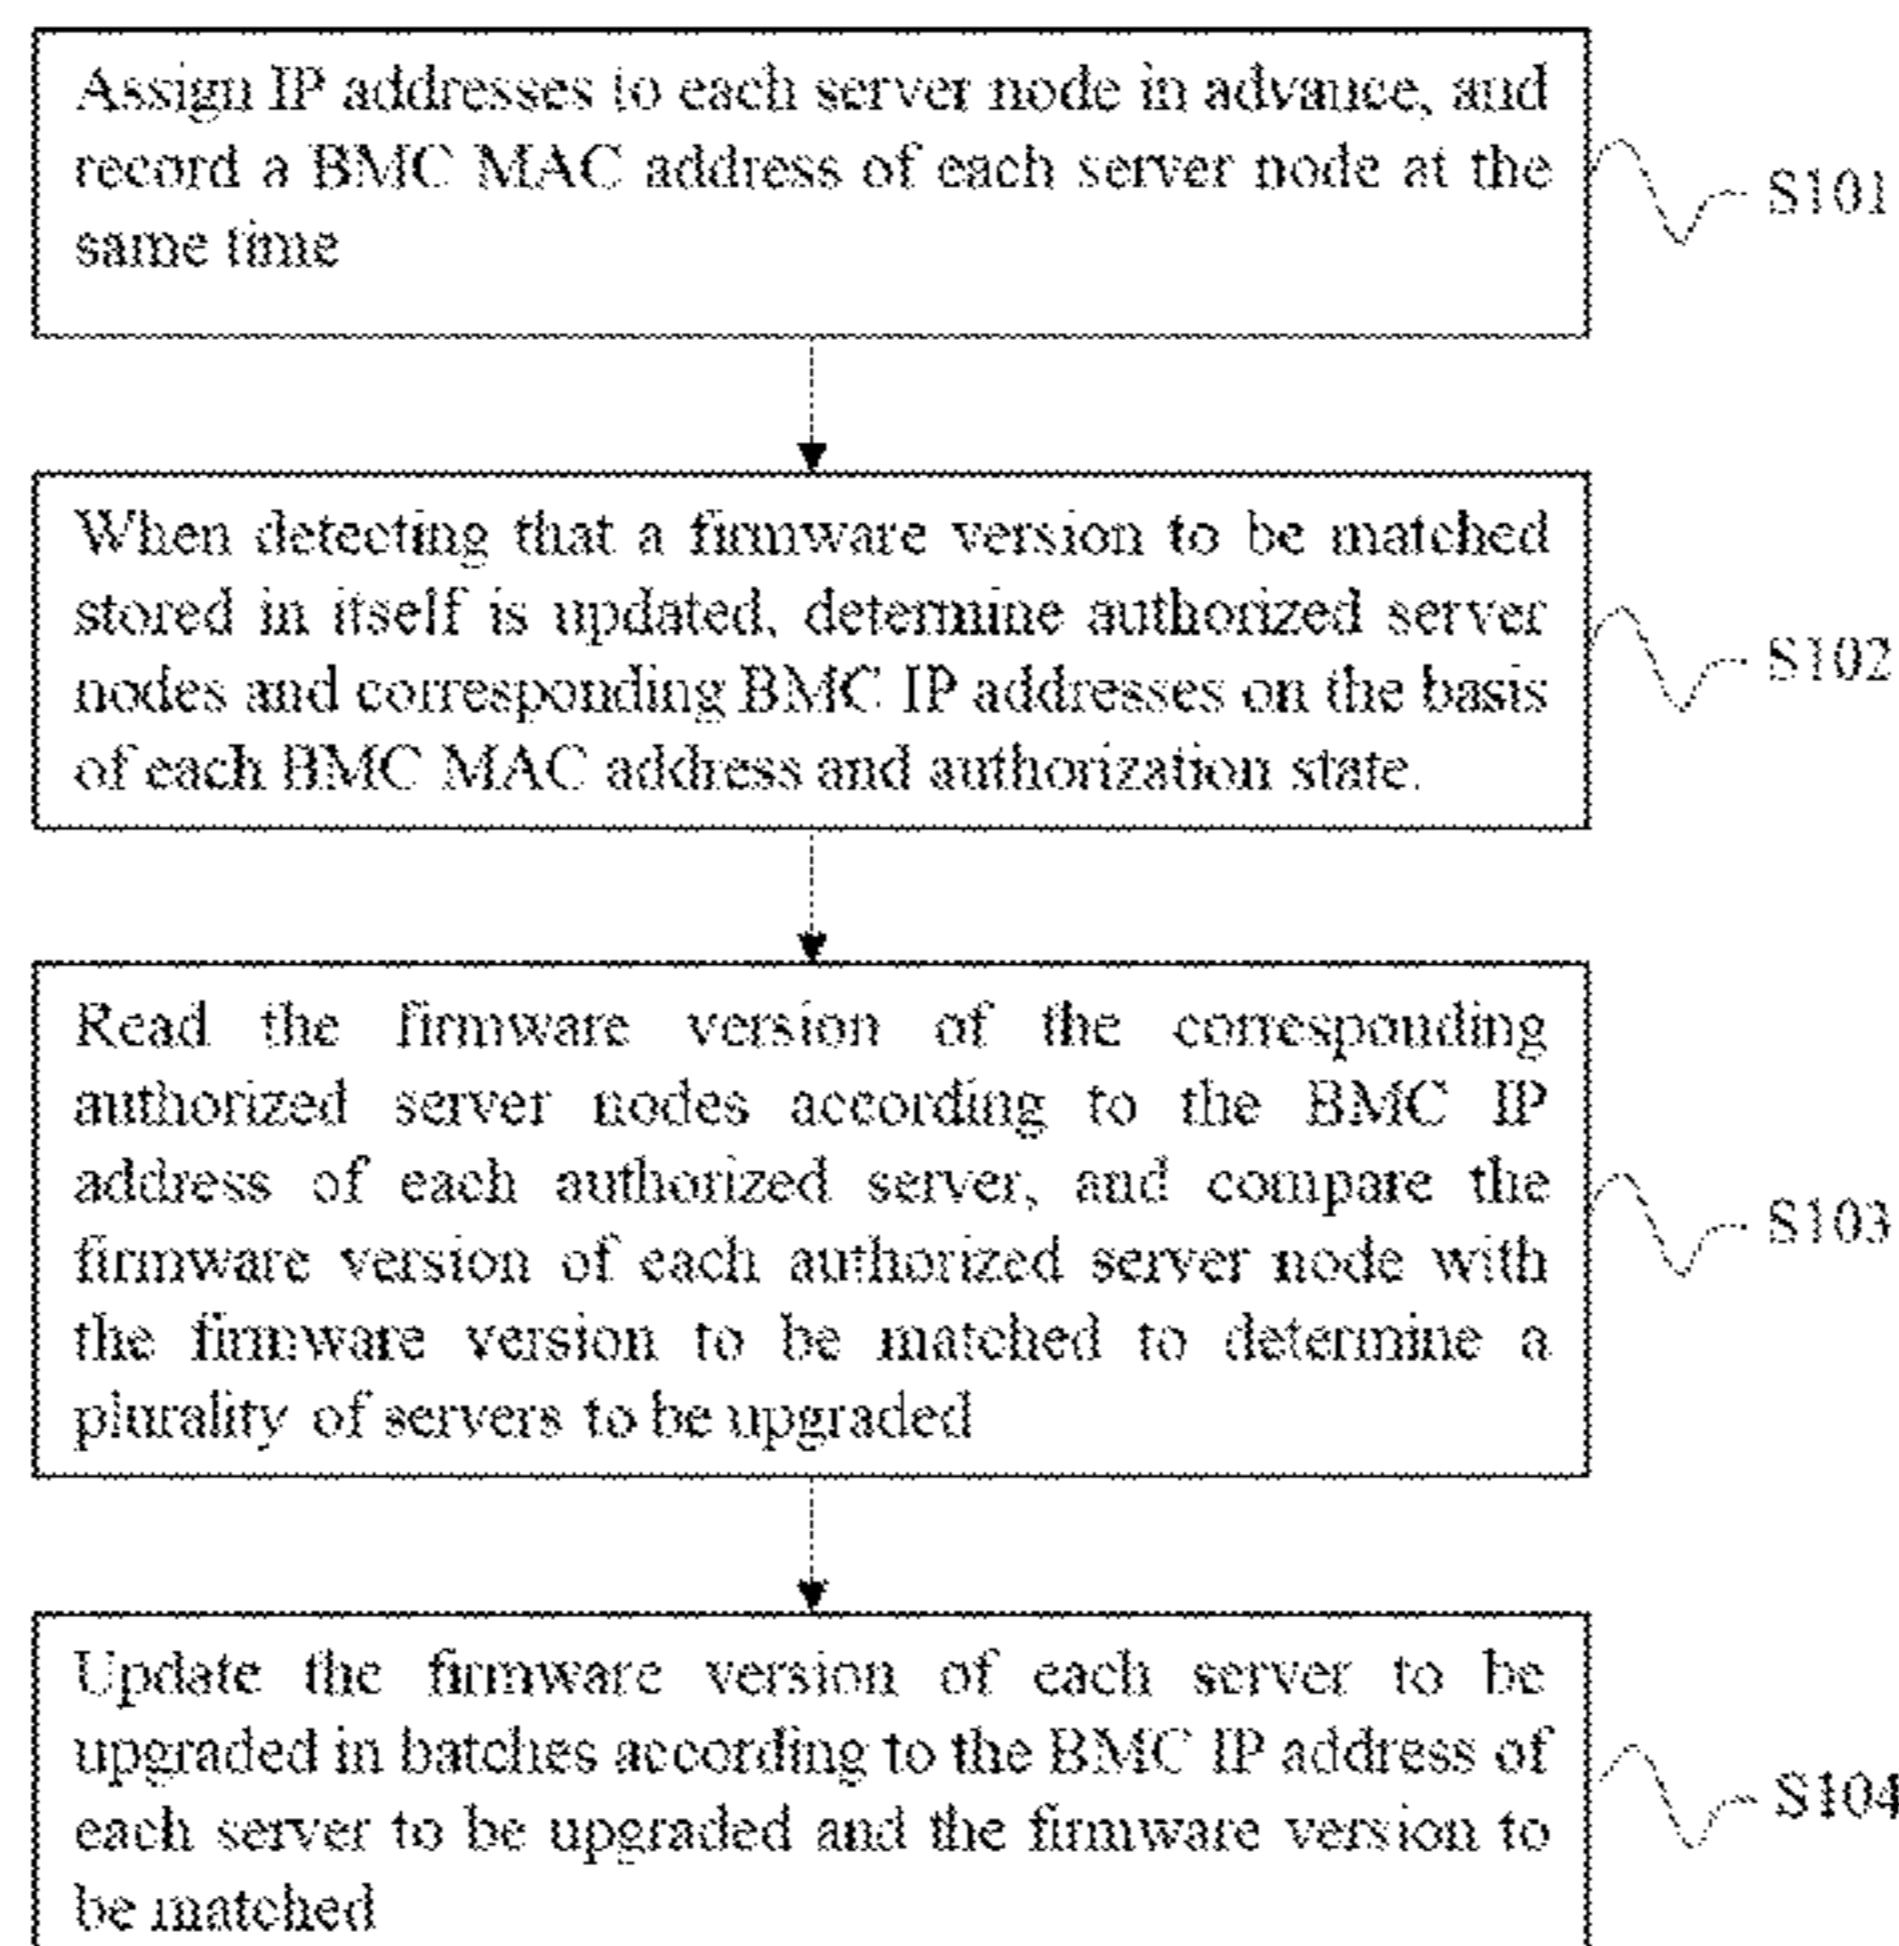 Assign IP addresses to each server node in advance, and
record a BMC MAC address of each server node at the
same time
S101
When detecting that a firmware version to be matched
stored in itself is updated, determine authorized server
nodes and corresponding BMC IP addresses on the basis
of each BMC MAC address and authorization state.
S102
Read the firmware version of the corresponding
authorized server nodes according to the BMC IP
address of each authorized server, and compare the
firmware version of each authorized server node with
the firmware version to be matched to determine a
plurality of servers to be upgraded
S103
Update the firmware version of each server to be
upgraded in batches according to the BMC IP address of
each server to be upgraded and the firmware version to
be matched
S104